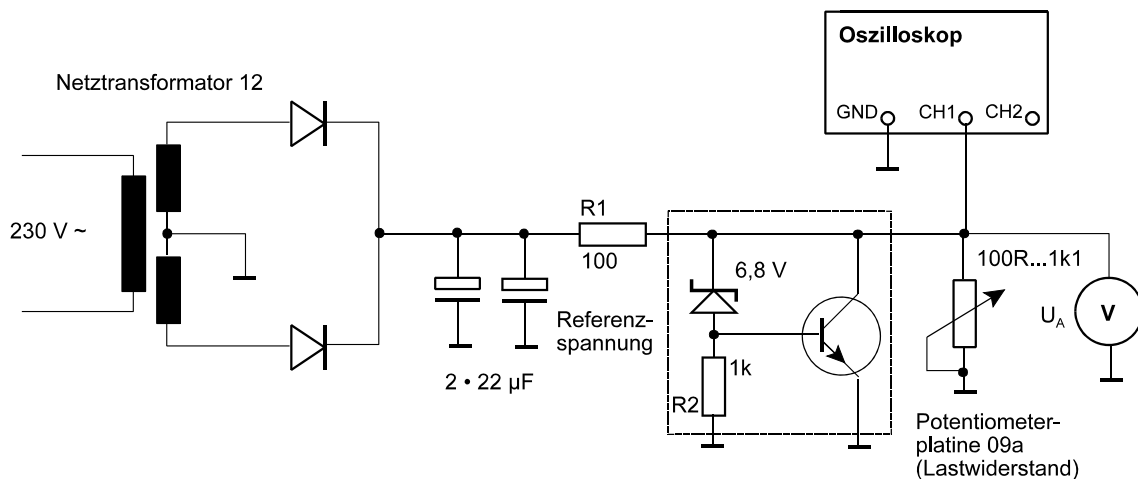 Oszilloskop
GND
CH1
CH2
Netztransformator 12
230 V ~
R1
100
6,8 V
100R...1k1
Referenz-
spannung
U_A
V
1k
2 • 22 µF
R2
Potentiometer-
platine 09a
(Lastwiderstand)